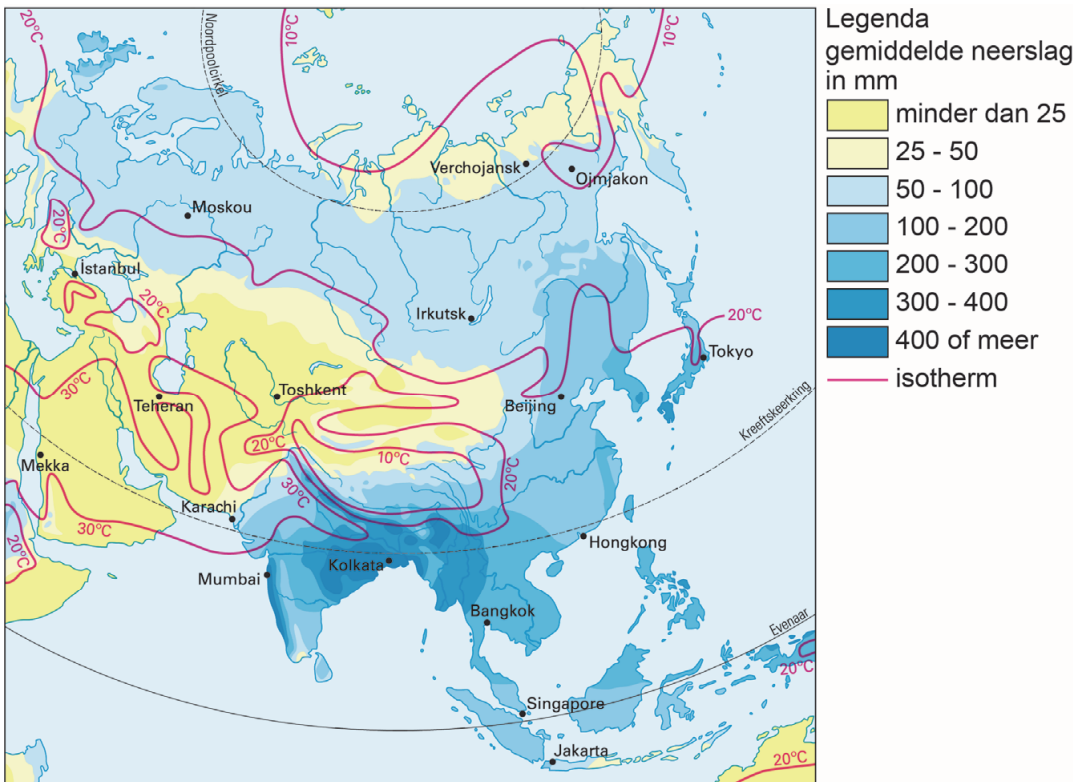 20°C
Noordpoolcirkel
10°C
10°C
Verchojansk
Ojmjakon
Moskou
20°C
İstanbul
20°C
Irkutsk
20°C
Tokyo
30°C
Teheran
Toshkent
Beijing
Kreeftskeerkring
20°C
10°C
Mekka
30°C
20°C
Karachi
30°C
20°C
Hongkong
Kolkata
Mumbai
Bangkok
Evenaar
20°C
Singapore
Jakarta
20°C
Legenda
gemiddelde neerslag
in mm
minder dan 25
25 - 50
50 - 100
100 - 200
200 - 300
300 - 400
400 of meer
isotherm